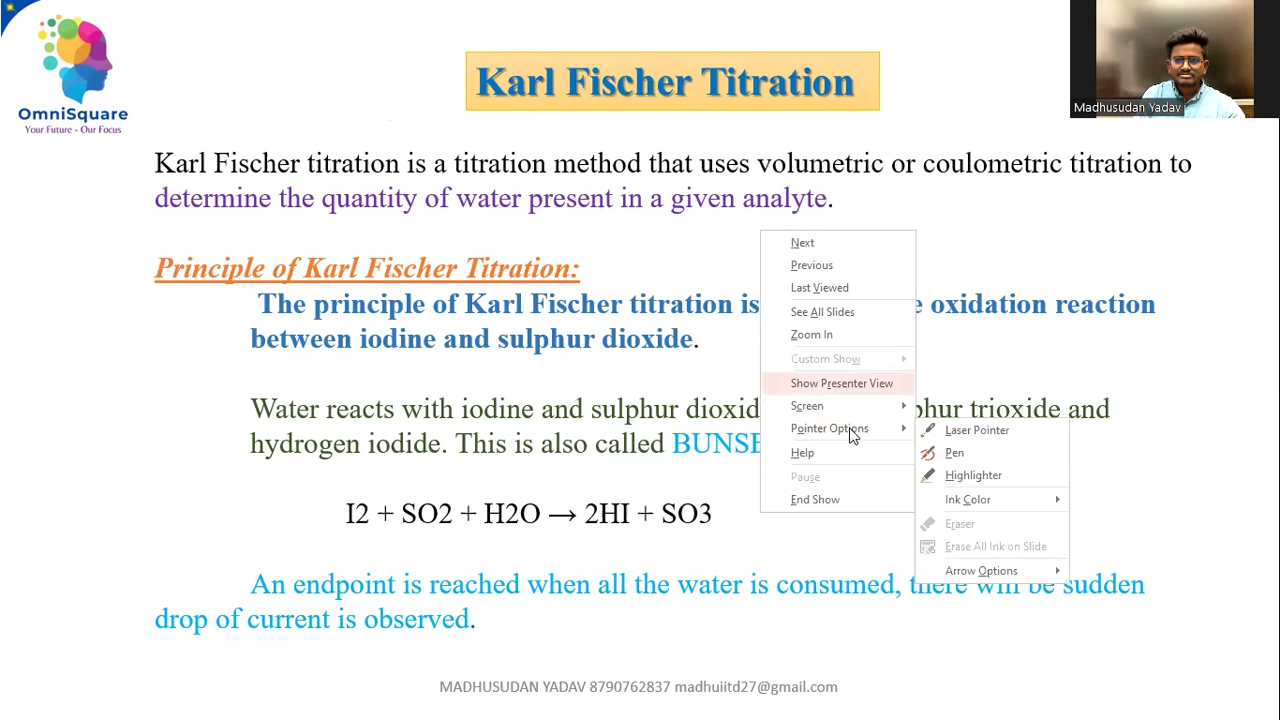 OmniSquare
Your Future - Our Focus
Karl Fischer Titration
Madhusudan Yadav
Karl Fischer titration is a titration method that uses volumetric or coulometric titration to
determine the quantity of water present in a given analyte.
Principle of Karl Fischer Titration:
The principle of Karl Fischer titration is e oxidation reaction
between iodine and sulphur dioxide.
Water reacts with iodine and sulphur dioxid phur trioxide and
hydrogen iodide. This is also called BUNSE
I2 + SO2 + H2O → 2HI + SO3
An endpoint is reached when all the water is consumed, there will be sudden
drop of current is observed.
Next
Previous
Last Viewed
See All Slides
Zoom In
Custom Show
Show Presenter View
Screen
Pointer Options
Help
Pause
End Show
Laser Pointer
Pen
Highlighter
Ink Color
Eraser
Erase All Ink on Slide
Arrow Options
MADHUSUDAN YADAV 8790762837 madhuiitd27@gmail.com